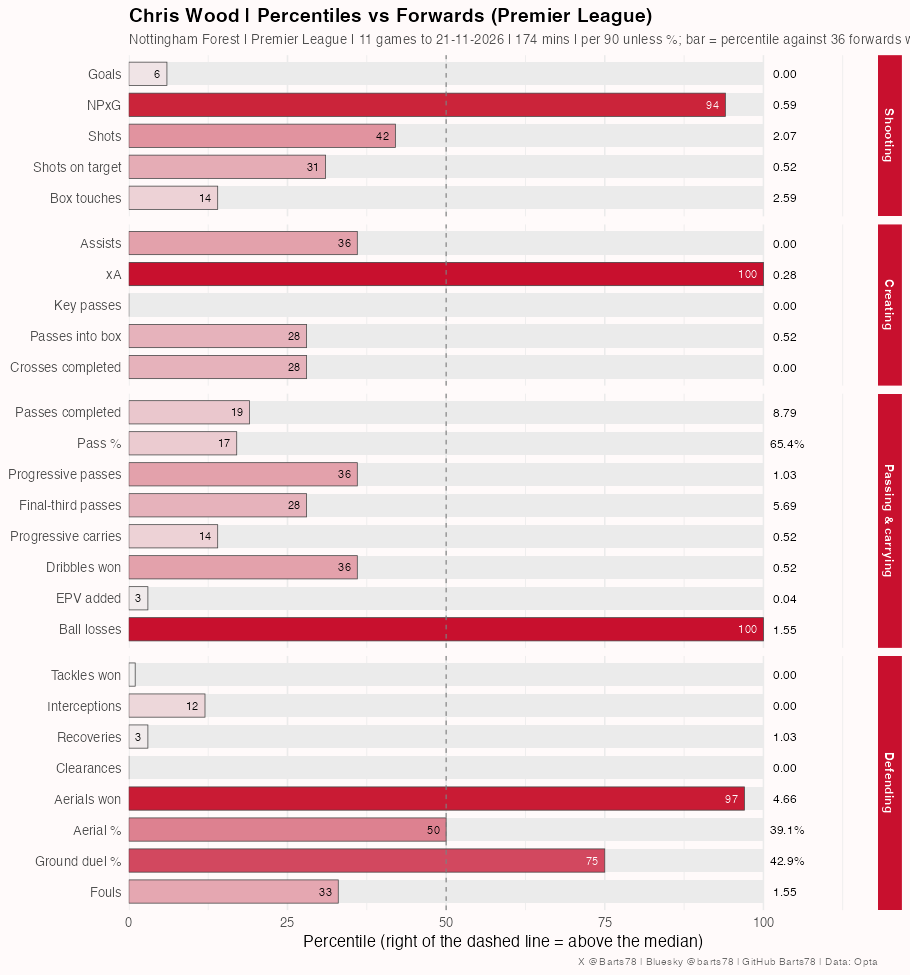 Chris Wood | Percentiles vs Forwards (Premier League)
Nottingham Forest | Premier League | 11 games to 21-11-2026 | 174 mins | per 90 unless %; bar = percentile against 36 forwards w
Goals 6 0.00
NPxG 94 0.59
Shots 42 2.07
Shots on target 31 0.52
Box touches 14 2.59
Shooting
Assists 36 0.00
xA 100 0.28
Key passes 0.00
Passes into box 28 0.52
Crosses completed 28 0.00
Creating
Passes completed 19 8.79
Pass % 17 65.4%
Progressive passes 36 1.03
Final-third passes 28 5.69
Progressive carries 14 0.52
Dribbles won 36 0.52
EPV added 3 0.04
Ball losses 100 1.55
Passing & carrying
Tackles won 0.00
Interceptions 12 0.00
Recoveries 3 1.03
Clearances 0.00
Aerials won 97 4.66
Aerial % 50 39.1%
Ground duel % 75 42.9%
Fouls 33 1.55
Defending
0 25 50 75 100
Percentile (right of the dashed line = above the median)
X @Barts78 | Bluesky @barts78 | GitHub Barts78 | Data: Opta